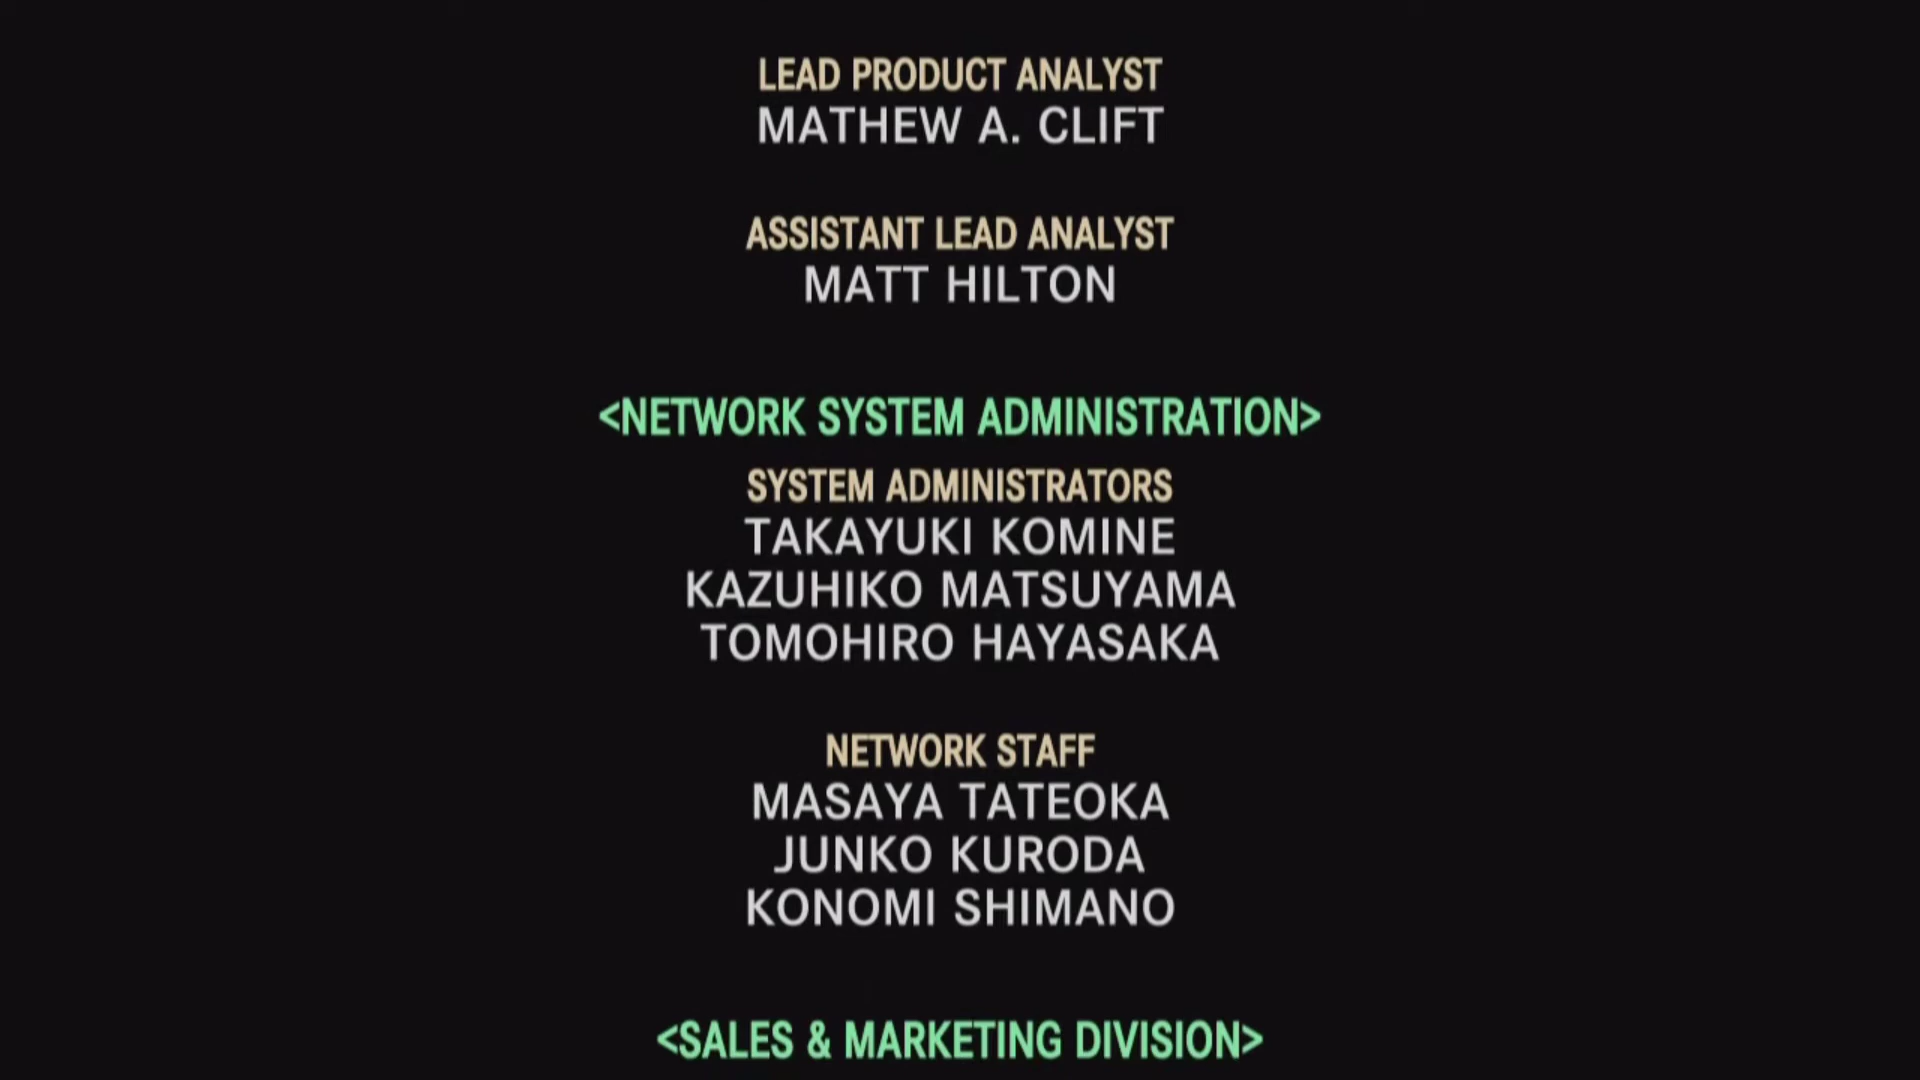 LEAD PRODUCT ANALYST
MATHEW A. CLIFT
ASSISTANT LEAD ANALYST
MATT HILTON
<NETWORK SYSTEM ADMINISTRATION>
SYSTEM ADMINISTRATORS
TAKAYUKI KOMINE
KAZUHIKO MATSUYAMA
TOMOHIRO HAYASAKA
NETWORK STAFF
MASAYA TATEOKA
JUNKO KURODA
KONOMI SHIMANO
<SALES & MARKETING DIVISION>